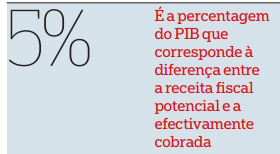 5%
É a percentagem
do PIB que
corresponde à
diferença entre
a receita fiscal
potencial e a
efectivamente
cobrada